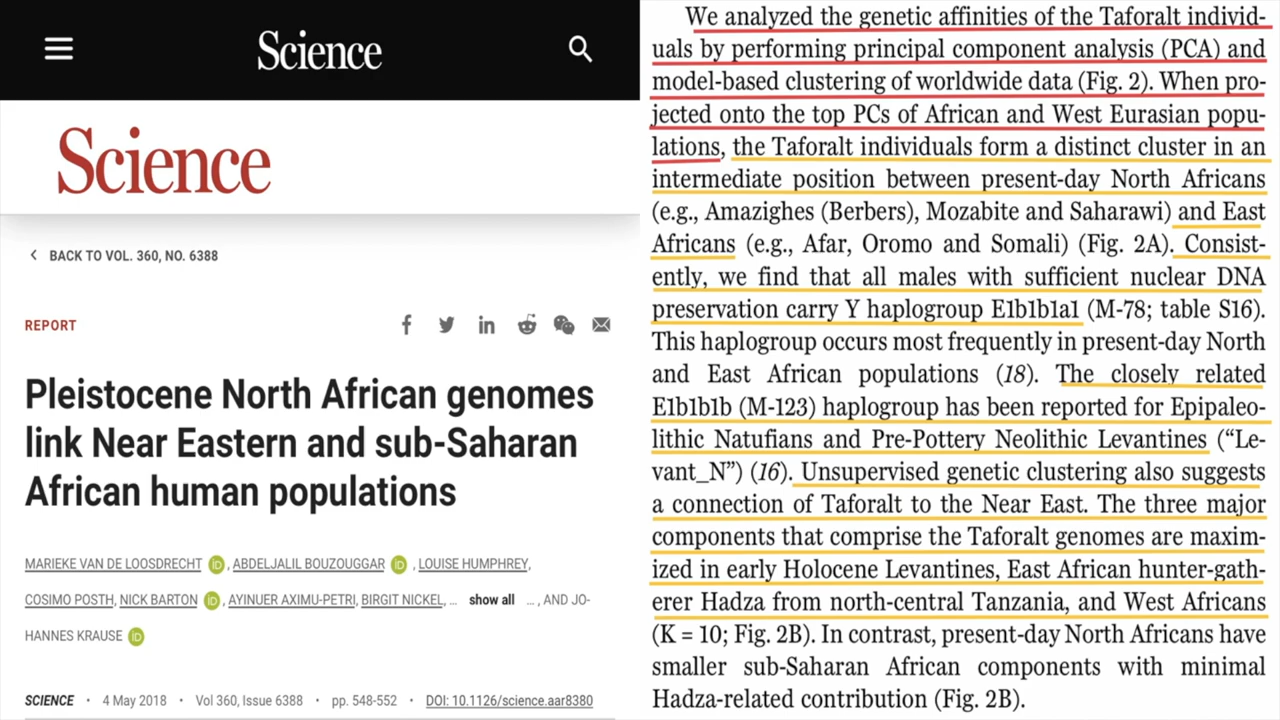 Science
Science
BACK TO VOL. 360, NO. 6388
REPORT
Pleistocene North African genomes
link Near Eastern and sub-Saharan
African human populations
MARIEKE VAN DE LOOSDRECHT iD , ABDELJALIL BOUZOUGGAR iD , LOUISE HUMPHREY,
COSIMO POSTH, NICK BARTON iD , AYINUER AXIMU-PETRI, BIRGIT NICKEL, ... show all ... , AND JO-
HANNES KRAUSE iD
SCIENCE • 4 May 2018 • Vol 360, Issue 6388 • pp. 548-552 • DOI: 10.1126/science.aar8380
We analyzed the genetic affinities of the Taforalt individ-
uals by performing principal component analysis (PCA) and
model-based clustering of worldwide data (Fig. 2). When pro-
jected onto the top PCs of African and West Eurasian popu-
lations, the Taforalt individuals form a distinct cluster in an
intermediate position between present-day North Africans
(e.g., Amazighes (Berbers), Mozabite and Saharawi) and East
Africans (e.g., Afar, Oromo and Somali) (Fig. 2A). Consist-
ently, we find that all males with sufficient nuclear DNA
preservation carry Y haplogroup E1b1b1a1 (M-78; table S16).
This haplogroup occurs most frequently in present-day North
and East African populations (18). The closely related
E1b1b1b (M-123) haplogroup has been reported for Epipaleo-
lithic Natufians and Pre-Pottery Neolithic Levantines (“Le-
vant_N”) (16). Unsupervised genetic clustering also suggests
a connection of Taforalt to the Near East. The three major
components that comprise the Taforalt genomes are maxim-
ized in early Holocene Levantines, East African hunter-gath-
erer Hadza from north-central Tanzania, and West Africans
(K = 10; Fig. 2B). In contrast, present-day North Africans have
smaller sub-Saharan African components with minimal
Hadza-related contribution (Fig. 2B).